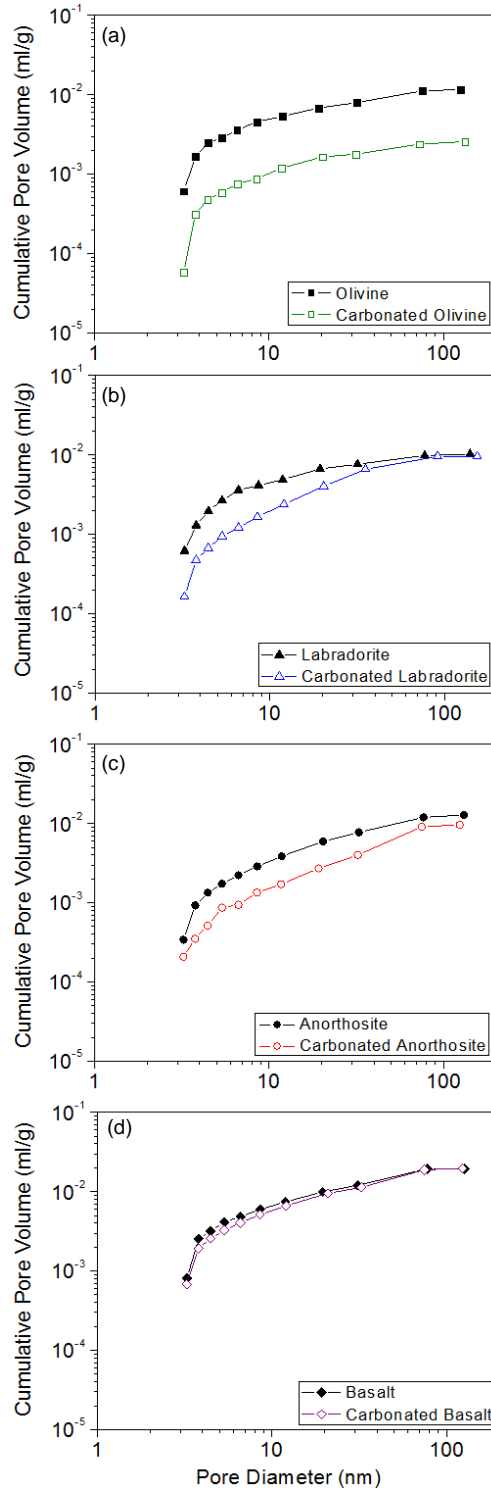 (a)
Cumulative Pore Volume (ml/g)
10⁻¹
10⁻²
10⁻³
10⁻⁴
10⁻⁵
Olivine
Carbonated Olivine
1 10 100
(b)
Cumulative Pore Volume (ml/g)
10⁻¹
10⁻²
10⁻³
10⁻⁴
10⁻⁵
Labradorite
Carbonated Labradorite
1 10 100
(c)
Cumulative Pore Volume (ml/g)
10⁻¹
10⁻²
10⁻³
10⁻⁴
10⁻⁵
Anorthosite
Carbonated Anorthosite
1 10 100
(d)
Cumulative Pore Volume (ml/g)
10⁻¹
10⁻²
10⁻³
10⁻⁴
10⁻⁵
Basalt
Carbonated Basalt
1 10 100
Pore Diameter (nm)